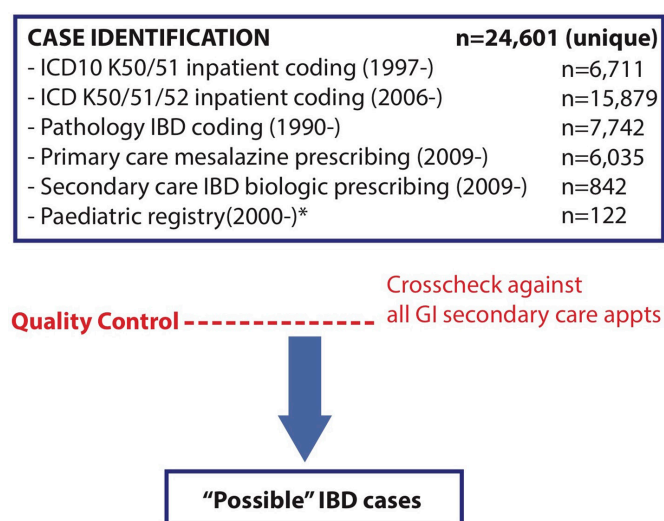 CASE IDENTIFICATION n=24,601 (unique)
- ICD10 K50/51 inpatient coding (1997-) n=6,711
- ICD K50/51/52 inpatient coding (2006-) n=15,879
- Pathology IBD coding (1990-) n=7,742
- Primary care mesalazine prescribing (2009-) n=6,035
- Secondary care IBD biologic prescribing (2009-) n=842
- Paediatric registry(2000-)* n=122
Crosscheck against
all GI secondary care appts
Quality Control
“Possible” IBD cases